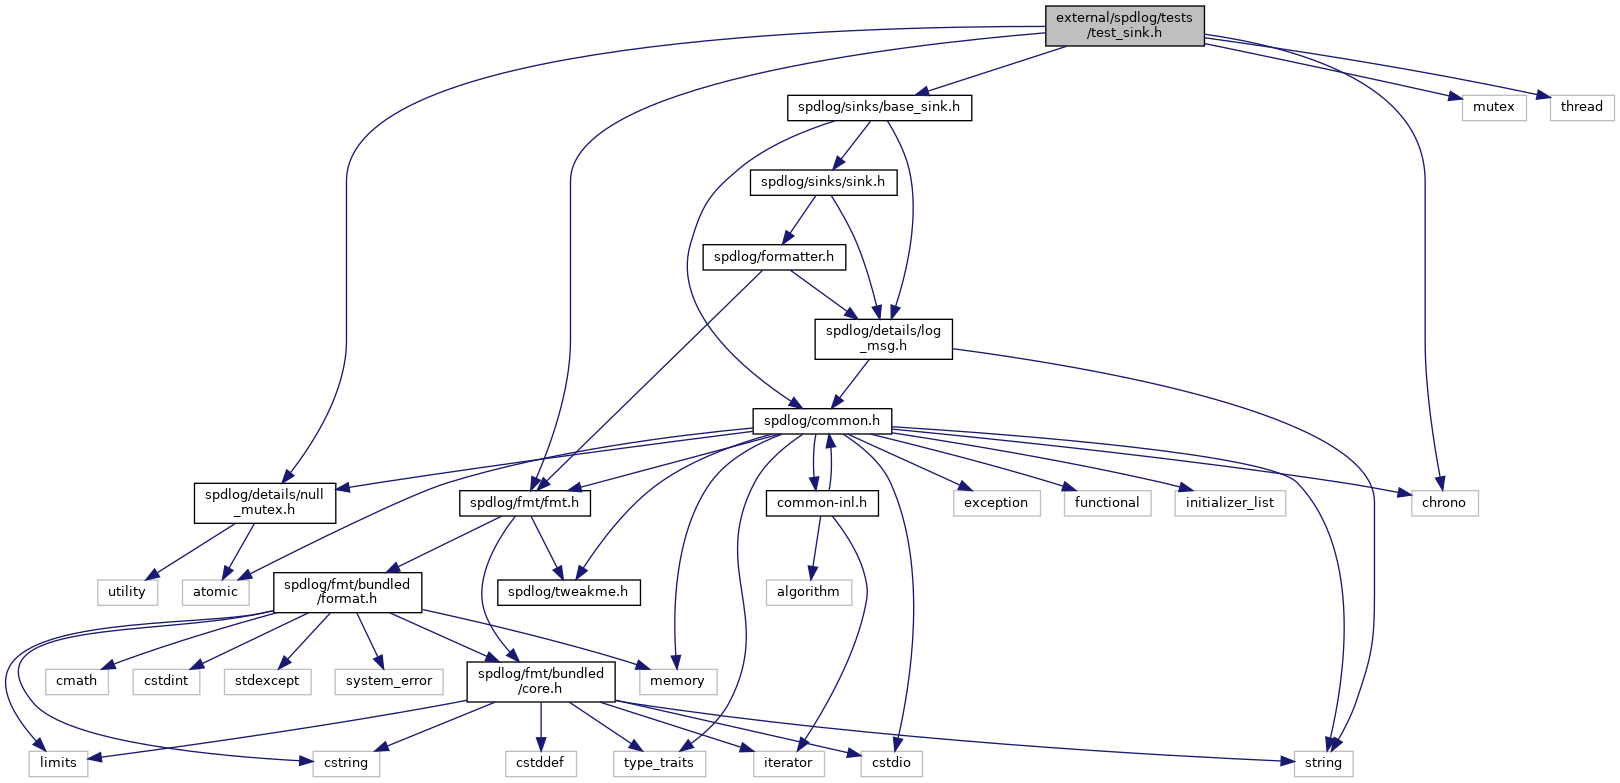 external/spdlog/tests
/test_sink.h
spdlog/sinks/base_sink.h
mutex
thread
spdlog/sinks/sink.h
spdlog/formatter.h
spdlog/details/log
_msg.h
spdlog/common.h
spdlog/details/null
_mutex.h
spdlog/fmt/fmt.h
common-inl.h
exception
functional
initializer_list
chrono
utility
atomic
spdlog/fmt/bundled
/format.h
spdlog/tweakme.h
algorithm
cmath
cstdint
stdexcept
system_error
spdlog/fmt/bundled
/core.h
memory
limits
cstring
cstddef
type_traits
iterator
cstdio
string